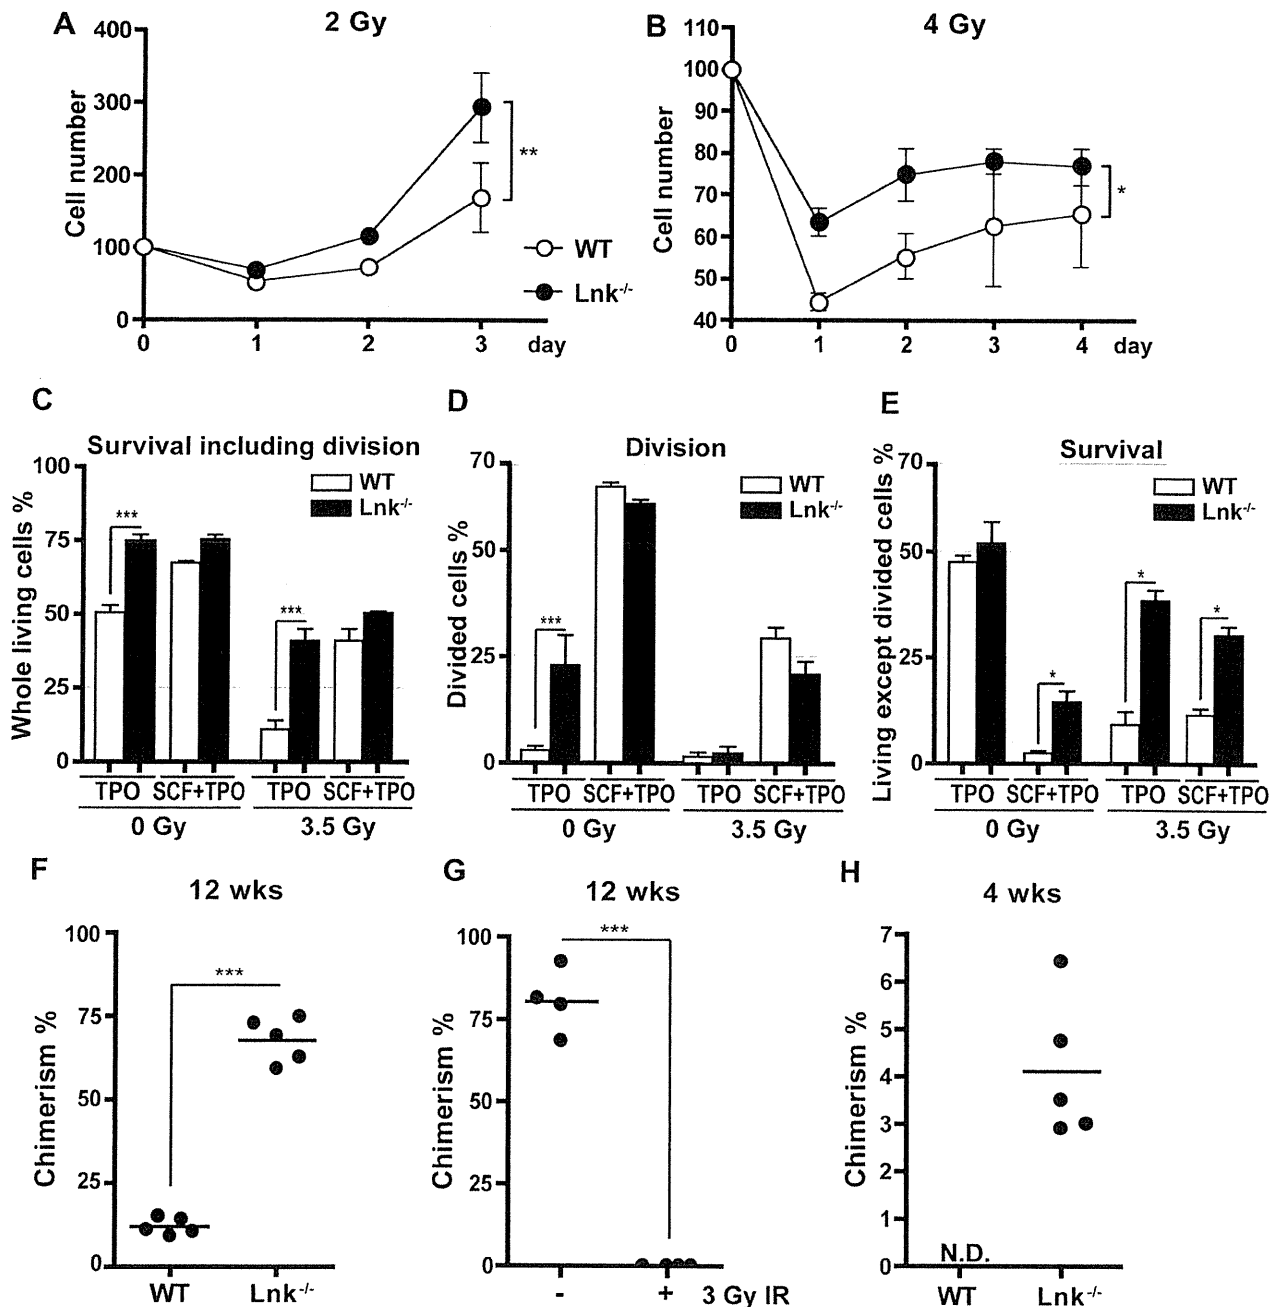 A
2 Gy
400
300
200
100
0
Cell number
**
WT
Lnk-/-
0 1 2 3 day
B
4 Gy
110
100
90
80
70
60
50
40
Cell number
*
0 1 2 3 4 day
C
Survival including division
100
75
50
25
0
Whole living cells %
WT
Lnk-/-
***
***
TPO SCF+TPO TPO SCF+TPO
0 Gy 3.5 Gy
D
Division
70
50
25
0
Divided cells %
WT
Lnk-/-
***
TPO SCF+TPO TPO SCF+TPO
0 Gy 3.5 Gy
E
Survival
70
50
25
0
Living except divided cells %
WT
Lnk-/-
*
*
*
TPO SCF+TPO TPO SCF+TPO
0 Gy 3.5 Gy
F
12 wks
100
75
50
25
0
Chimerism %
***
WT Lnk-/-
G
12 wks
100
75
50
25
0
Chimerism %
***
- + 3 Gy IR
H
4 wks
7
6
5
4
3
2
1
0
Chimerism %
N.D.
WT Lnk-/-